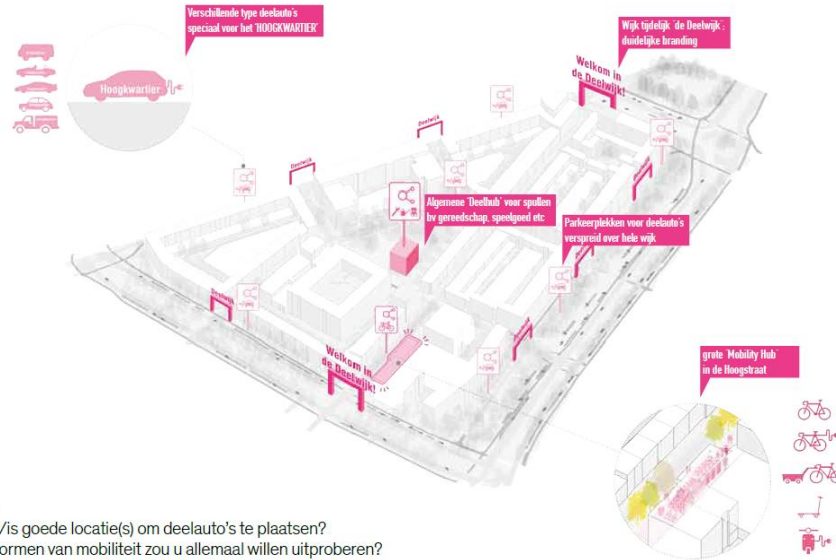 Verschillende type deelauto's
speciaal voor het 'HOOGKWARTIER'
Hoogkwartier
Wijk tijdelijk 'de Deelwijk';
duidelijke branding
Welkom in
de Deelwijk!
Deelwijk
Deelwijk
Deelwijk
Algemene 'Deelhub' voor spullen
bv gereedschap, speelgoed etc
Parkeerplekken voor deelauto's
verspreid over hele wijk
Deelwijk
Deelwijk
Welkom in
de Deelwijk!
grote 'Mobility Hub'
in de Hoogstraat
/is goede locatie(s) om deelauto's te plaatsen?
ormen van mobiliteit zou u allemaal willen uitproberen?